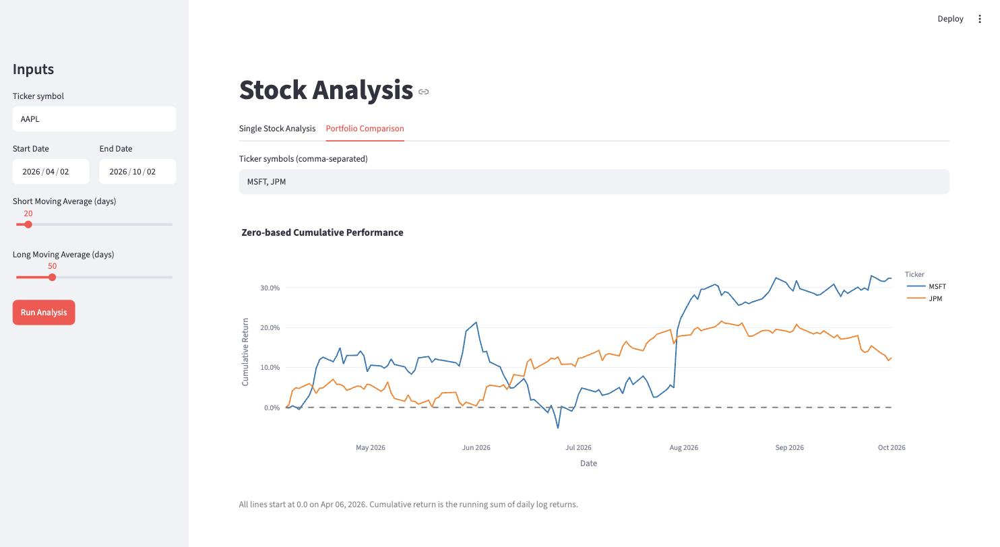 Deploy
Inputs
Ticker symbol
AAPL
Start Date
End Date
2026 / 04 / 02
2026 / 10 / 02
Short Moving Average (days)
20
Long Moving Average (days)
50
Run Analysis
Stock Analysis
Single Stock Analysis
Portfolio Comparison
Ticker symbols (comma-separated)
MSFT, JPM
Zero-based Cumulative Performance
Cumulative Return
30.0%
20.0%
10.0%
0.0%
May 2026
Jun 2026
Jul 2026
Aug 2026
Sep 2026
Oct 2026
Date
Ticker
MSFT
JPM
All lines start at 0.0 on Apr 06, 2026. Cumulative return is the running sum of daily log returns.